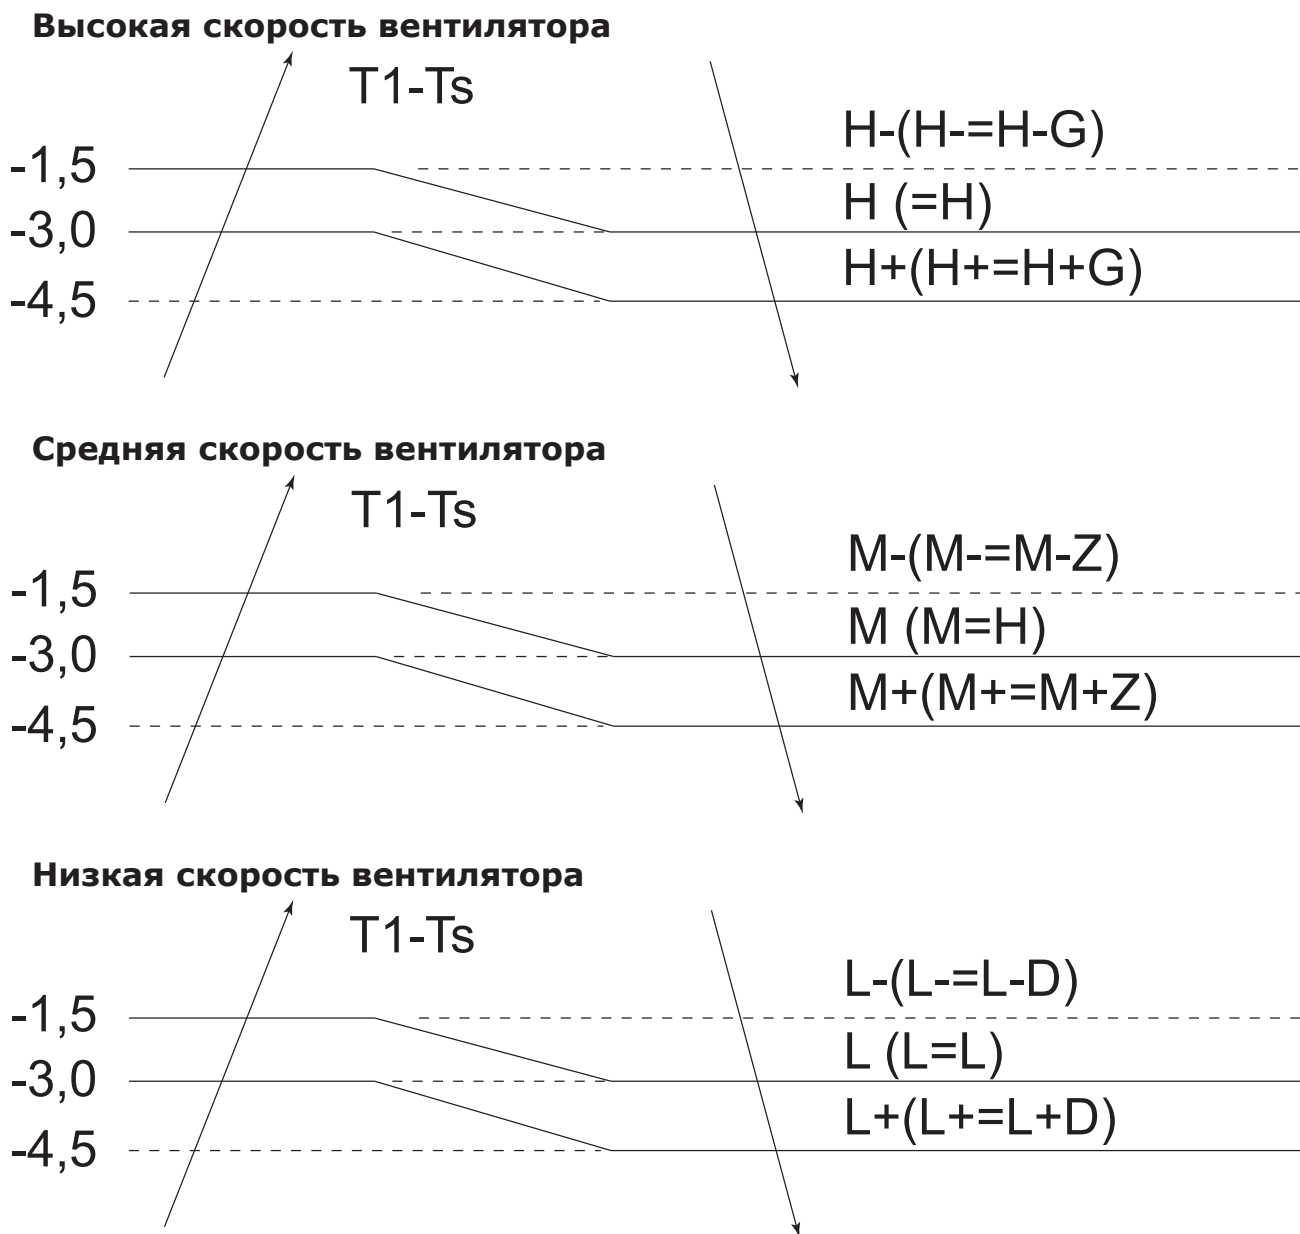 Высокая скорость вентилятора
T1-Ts
H-(H-=H-G)
-1,5
H (=H)
-3,0
H+(H+=H+G)
-4,5
Средняя скорость вентилятора
T1-Ts
M-(M-=M-Z)
-1,5
M (M=H)
-3,0
M+(M+=M+Z)
-4,5
Низкая скорость вентилятора
T1-Ts
L-(L-=L-D)
-1,5
L (L=L)
-3,0
L+(L+=L+D)
-4,5